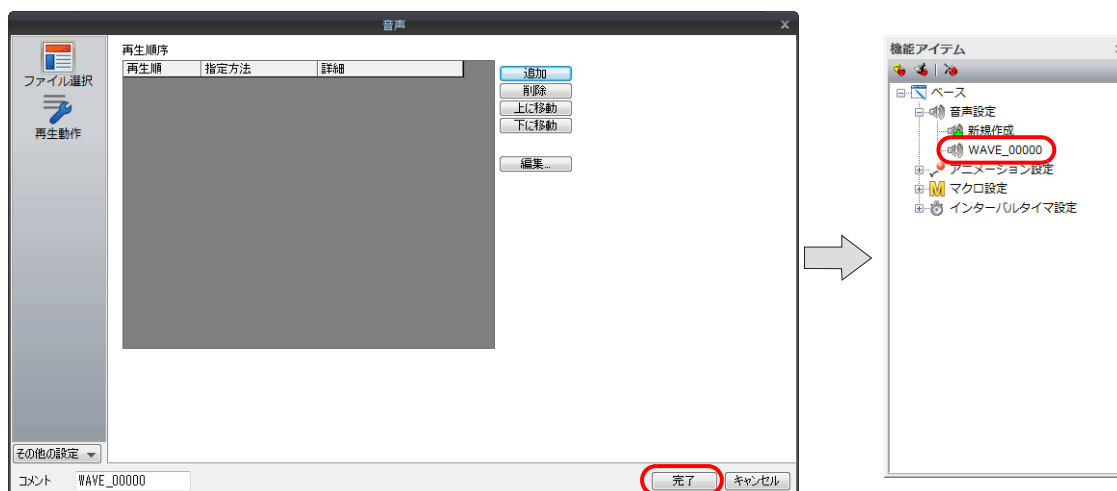 音声
ファイル選択
再生動作
再生順序
再生順 指定方法 詳細
追加
削除
上に移動
下に移動
編集...
その他の設定
コメント WAVE_00000
完了 キャンセル
機能アイテム
ベース
音声設定
新規作成
WAVE_00000
アニメーション設定
マクロ設定
インターバルタイマ設定